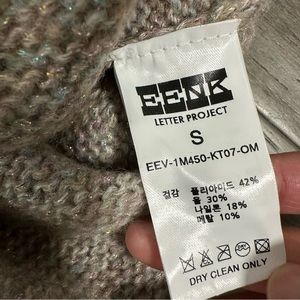 EENK
LETTER PROJECT
S
EEV-1M450-KT07-OM
겉감 폴리아미드 42%
울 30%
나일론 18%
메탈 10%
DRY CLEAN ONLY